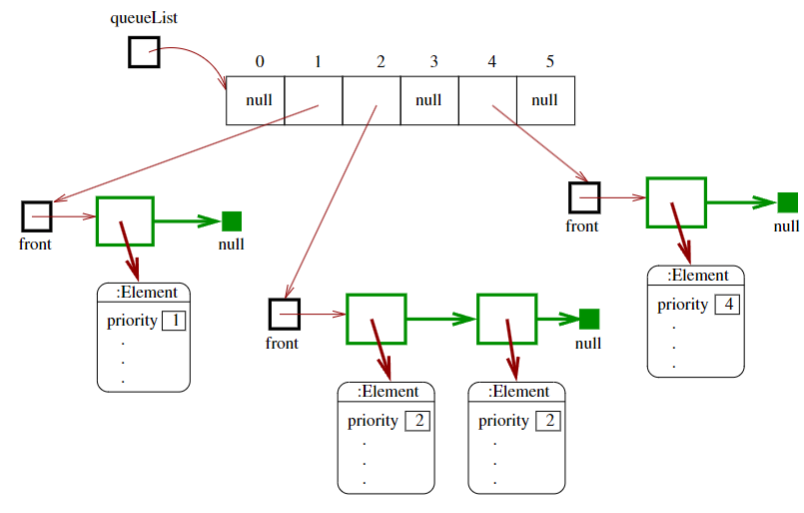 queueList
0 1 2 3 4 5
null null null
front null
:Element
priority 1
.
.
.
front null
:Element
priority 2
.
.
.
:Element
priority 2
.
.
.
front null
:Element
priority 4
.
.
.